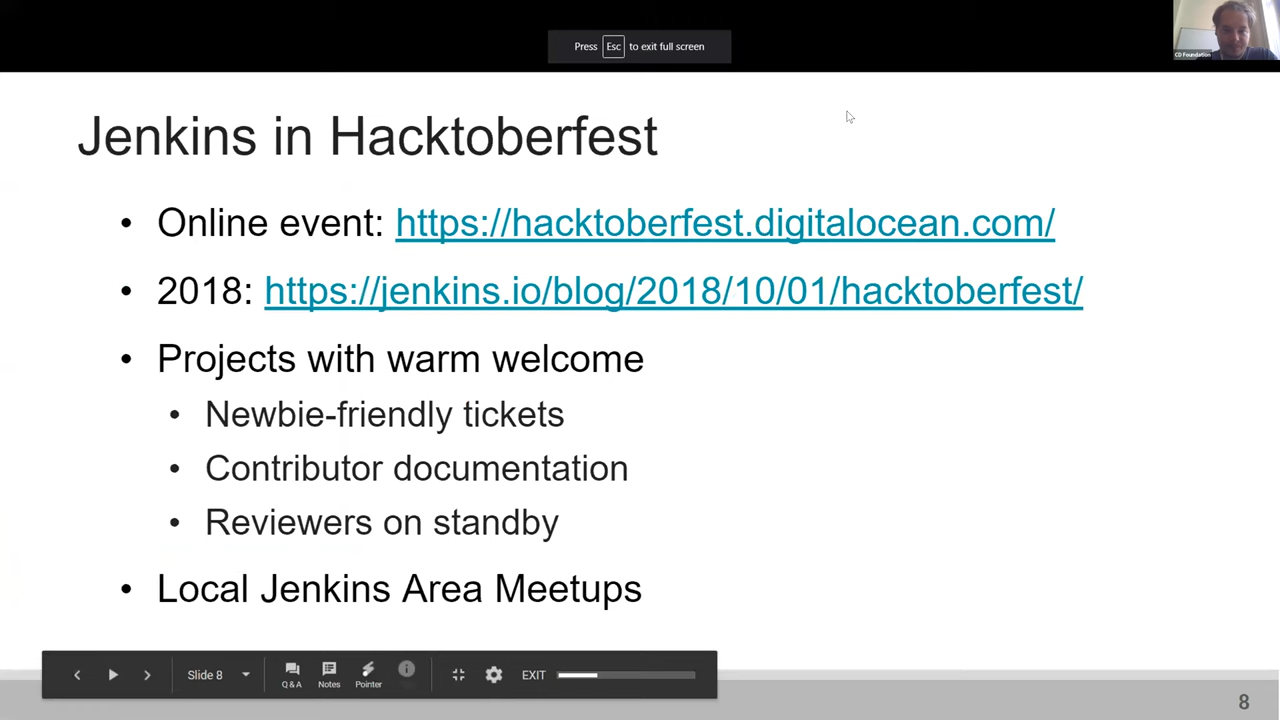 Press Esc to exit full screen
CD Foundation
Jenkins in Hacktoberfest
• Online event: https://hacktoberfest.digitalocean.com/
• 2018: https://jenkins.io/blog/2018/10/01/hacktoberfest/
• Projects with warm welcome
• Newbie-friendly tickets
• Contributor documentation
• Reviewers on standby
• Local Jenkins Area Meetups
Slide 8
Q & A
Notes
Pointer
EXIT
8